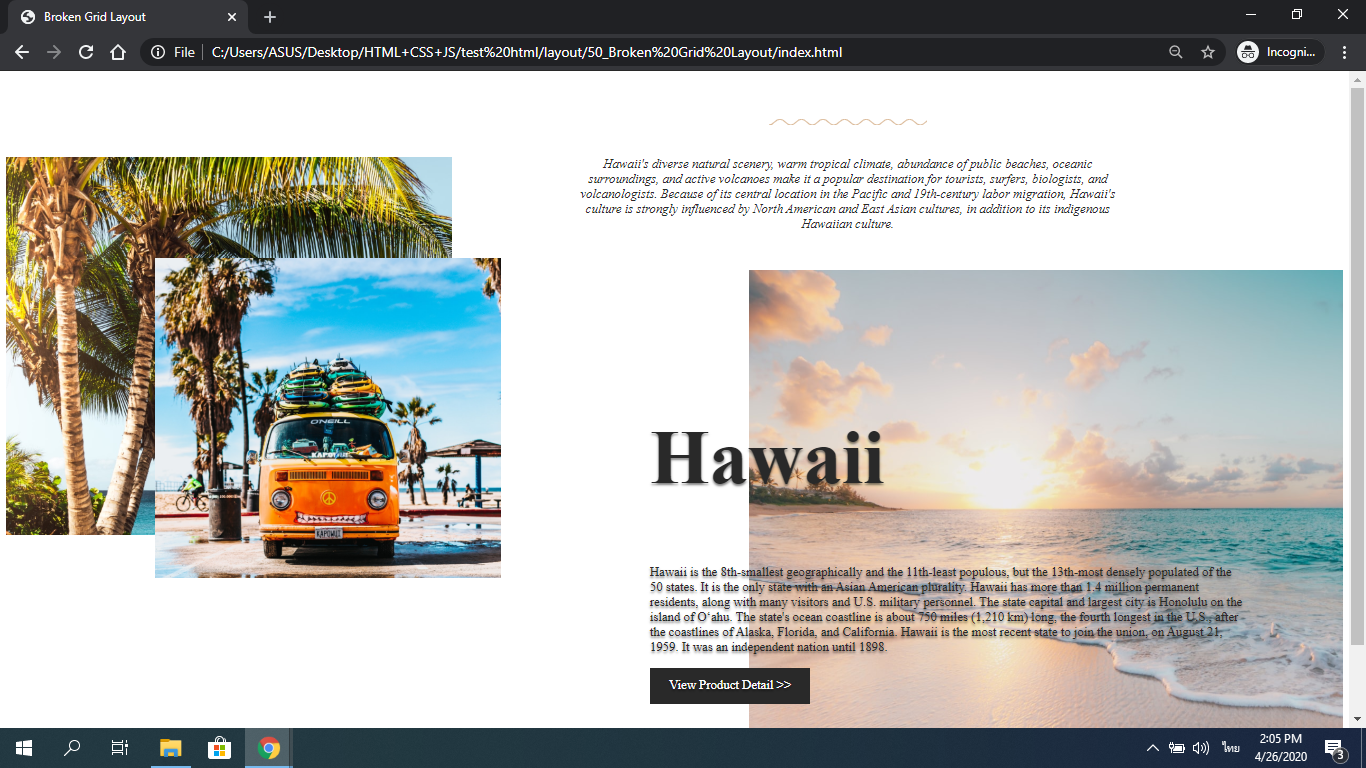 Broken Grid Layout
File
C:/Users/ASUS/Desktop/HTML+CSS+JS/test%20html/layout/50_Broken%20Grid%20Layout/index.html
Incogni...
Hawaii's diverse natural scenery, warm tropical climate, abundance of public beaches, oceanic
surroundings, and active volcanoes make it a popular destination for tourists, surfers, biologists, and
volcanologists. Because of its central location in the Pacific and 19th-century labor migration, Hawaii's
culture is strongly influenced by North American and East Asian cultures, in addition to its indigenous
Hawaiian culture.
O'NEILL
KAPOWUI
KAPOWUI
Hawaii
Hawaii is the 8th-smallest geographically and the 11th-least populous, but the 13th-most densely populated of the
50 states. It is the only state with an Asian American plurality. Hawaii has more than 1.4 million permanent
residents, along with many visitors and U.S. military personnel. The state capital and largest city is Honolulu on the
island of Oʻahu. The state's ocean coastline is about 750 miles (1,210 km) long, the fourth longest in the U.S., after
the coastlines of Alaska, Florida, and California. Hawaii is the most recent state to join the union, on August 21,
1959. It was an independent nation until 1898.
View Product Detail >>
ไทย
2:05 PM
4/26/2020
3